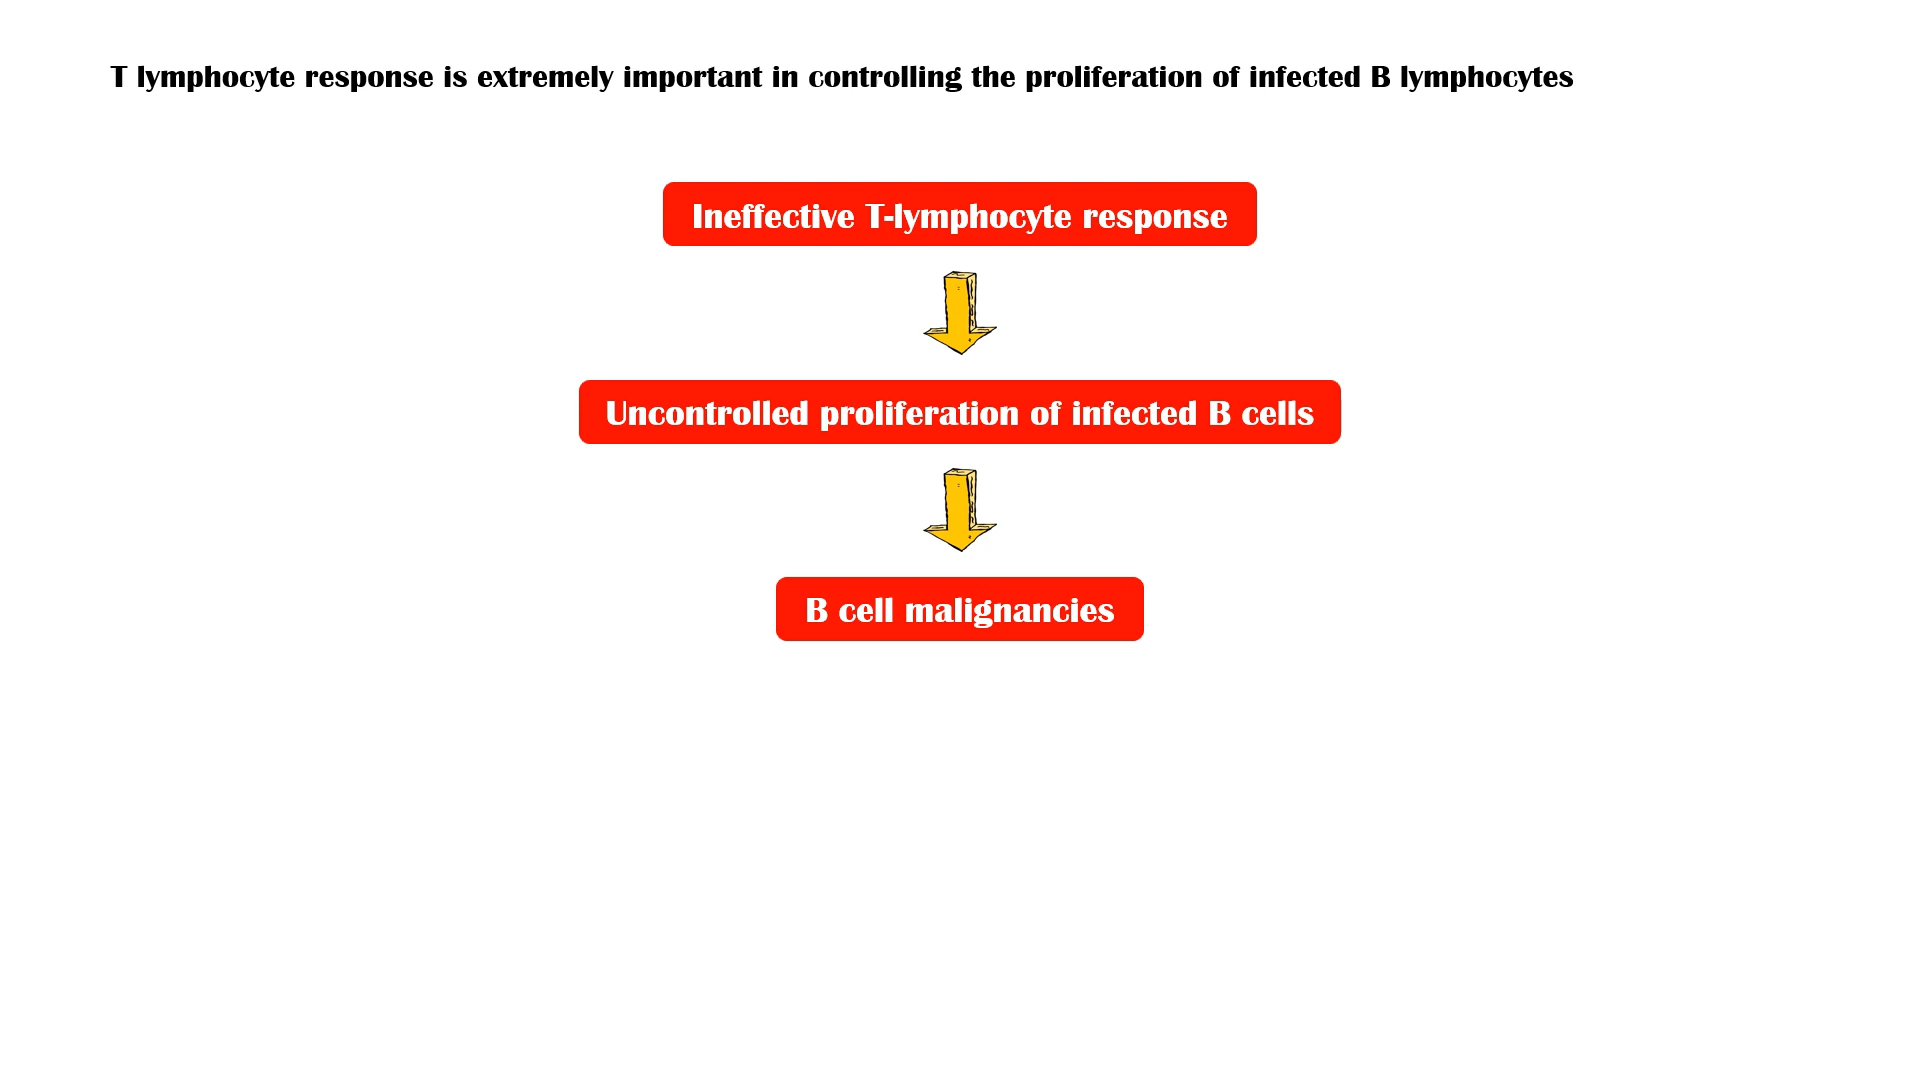 T lymphocyte response is extremely important in controlling the proliferation of infected B lymphocytes
Ineffective T-lymphocyte response
Uncontrolled proliferation of infected B cells
B cell malignancies